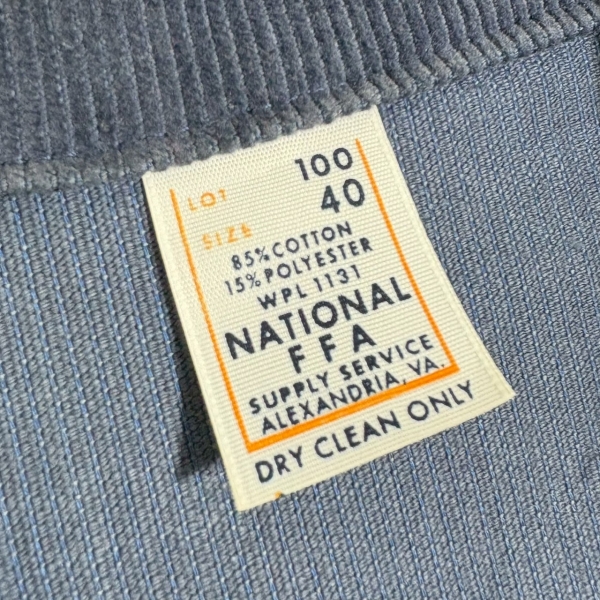 LOT 100
SIZE 40
85% COTTON
15% POLYESTER
WPL 1131
NATIONAL
FFA
SUPPLY SERVICE
ALEXANDRIA, VA.
DRY CLEAN ONLY